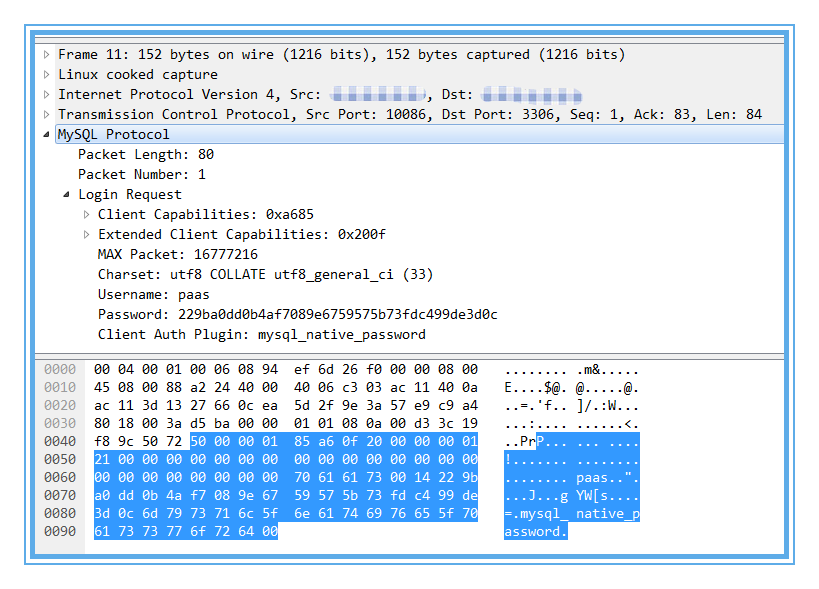 Frame 11: 152 bytes on wire (1216 bits), 152 bytes captured (1216 bits)
Linux cooked capture
Internet Protocol Version 4, Src: , Dst:
Transmission Control Protocol, Src Port: 10086, Dst Port: 3306, Seq: 1, Ack: 83, Len: 84
MySQL Protocol
Packet Length: 80
Packet Number: 1
Login Request
Client Capabilities: 0xa685
Extended Client Capabilities: 0x200f
MAX Packet: 16777216
Charset: utf8 COLLATE utf8_general_ci (33)
Username: paas
Password: 229ba0dd0b4af7089e6759575b73fdc499de3d0c
Client Auth Plugin: mysql_native_password
0000 00 04 00 01 00 06 08 94 ef 6d 26 f0 00 00 08 00 ........ .m&.....
0010 45 08 00 88 a2 24 40 00 40 06 c3 03 ac 11 40 0a E....$@. @.....@.
0020 ac 11 3d 13 27 66 0c ea 5d 2f 9e 3a 57 e9 c9 a4 ..=.'f.. ]/.:W...
0030 80 18 00 3a d5 ba 00 00 01 01 08 0a 00 d3 3c 19 ...:.... ......<.
0040 f8 9c 50 72 50 00 00 01 85 a6 0f 20 00 00 00 01 ..PrP... ... ....
0050 21 00 00 00 00 00 00 00 00 00 00 00 00 00 00 00 !....... ........
0060 00 00 00 00 00 00 00 00 70 61 61 73 00 14 22 9b ........ paas..".
0070 a0 dd 0b 4a f7 08 9e 67 59 57 5b 73 fd c4 99 de ...J...g YW[s....
0080 3d 0c 6d 79 73 71 6c 5f 6e 61 74 69 76 65 5f 70 =.mysql_ native_p
0090 61 73 73 77 6f 72 64 00 assword.